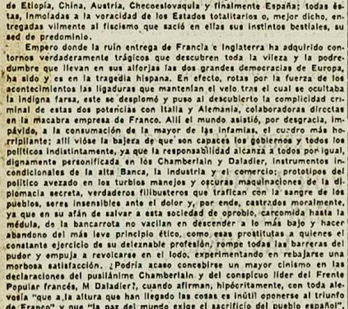 de Etiopía, China, Austria, Checoeslovaquia y finalmente España; todas és-
tas, inmoladas a la voracidad de los Estados totalitarios o, mejor dicho, en-
tregadas vilmente al fascismo que sació en ellas sus instintos bestiales, su
sed de predominio.
Empero donde la ruin entrega de Francia e Inglaterra ha adquirido con-
tornos verdaderamente trágicos que descubren toda la vileza y la podre-
dumbre que llevan en sus alforjas las dos grandes democracias de Europa,
ha sido y es en la tragedia hispana. En efecto, rotas por la fuerza de los
acontecimientos las ligaduras que mantenían el velo tras el cual se ocultaba
la indigna farsa, este se desplomó y puso al descubierto la complicidad cri-
minal de estas dos potencias con Italia y Alemania, colaboradoras directas
en la macabra empresa de Franco. Allí el mundo asistió, por desgracia, im-
pávido, a la consumación de la mayor de las infamias, el cuadro más ho-
rripilante; allí vióse la bajeza de que son capaces los gobiernos y todos los
políticos indistintamente, ya que la responsabilidad alcanza a todos por igual,
dignamente personificada en los Chamberlain y Daladier, instrumentos in-
condicionales de la alta Banca, la industria y el comercio; prototipos del
político avezado en los turbios manejos y oscuras maquinaciones de la di-
plomacia secreta, verdaderos filibusteros que trafican con la sangre de los
pueblos, seres insensibles ante el dolor y, por ende, castrados moralmente,
ya que en su afán de salvar a esta sociedad de oprobio, carcomida hasta la
médula, de la bancarrota no vacilan en descender a lo más bajo y hacer
abandono del más leve principio ético, como esas prostitutas a quienes el
constante ejercicio de su deleznable profesión, rompe todas las barreras del
pudor y empuja a revolcarse en el lodo, experimentando en rebajarse una
morbosa satisfacción. ¿Podría acaso concebirse un mayor cinismo en las
declaraciones del pusilánime Chamberlain y del conspicuo líder del Frente
Popular francés, M Daladier?, cuando afirman, hipócritamente, con toda ale-
vosía "que a la altura que han llegado las cosas es inútil oponerse al triunfo
de Franco" y que "la paz del mundo exige el sacrificio del pueblo español",